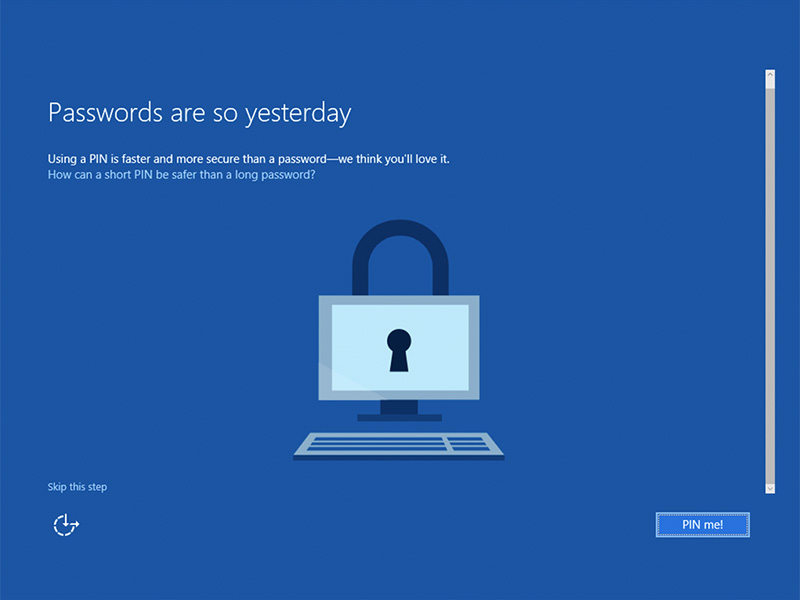 Passwords are so yesterday
Using a PIN is faster and more secure than a password—we think you'll love it.
How can a short PIN be safer than a long password?
Skip this step
PIN me!